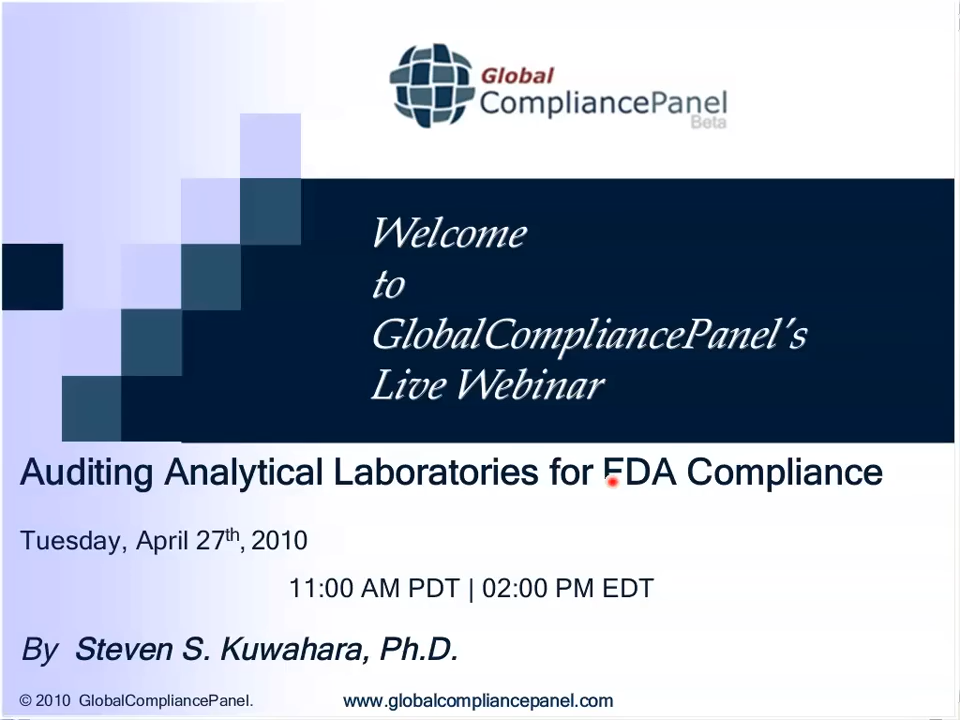 Global
CompliancePanel
Beta
Welcome
to
GlobalCompliancePanel's
Live Webinar
Auditing Analytical Laboratories for FDA Compliance
Tuesday, April 27th, 2010
11:00 AM PDT | 02:00 PM EDT
By Steven S. Kuwahara, Ph.D.
© 2010 GlobalCompliancePanel. www.globalcompliancepanel.com